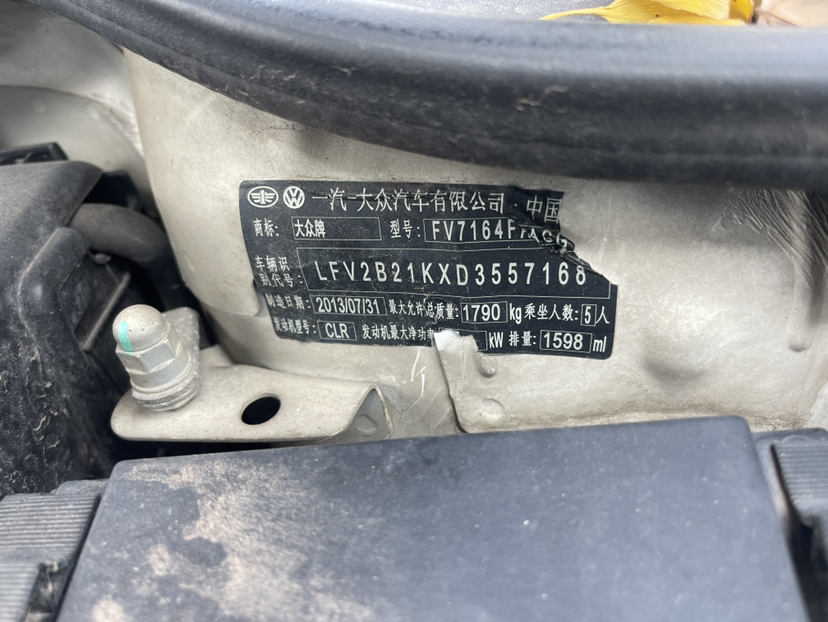 一汽-大众汽车有限公司·中国
商标: 大众牌 型号: FV7164F
车辆识别代号: LFV2B21KXD3557168
制造日期: 2013/07/31 最大允许总质量: 1790 kg 乘坐人数: 5 人
发动机型号: CLR 发动机最大净功率 kW 排量: 1598 ml